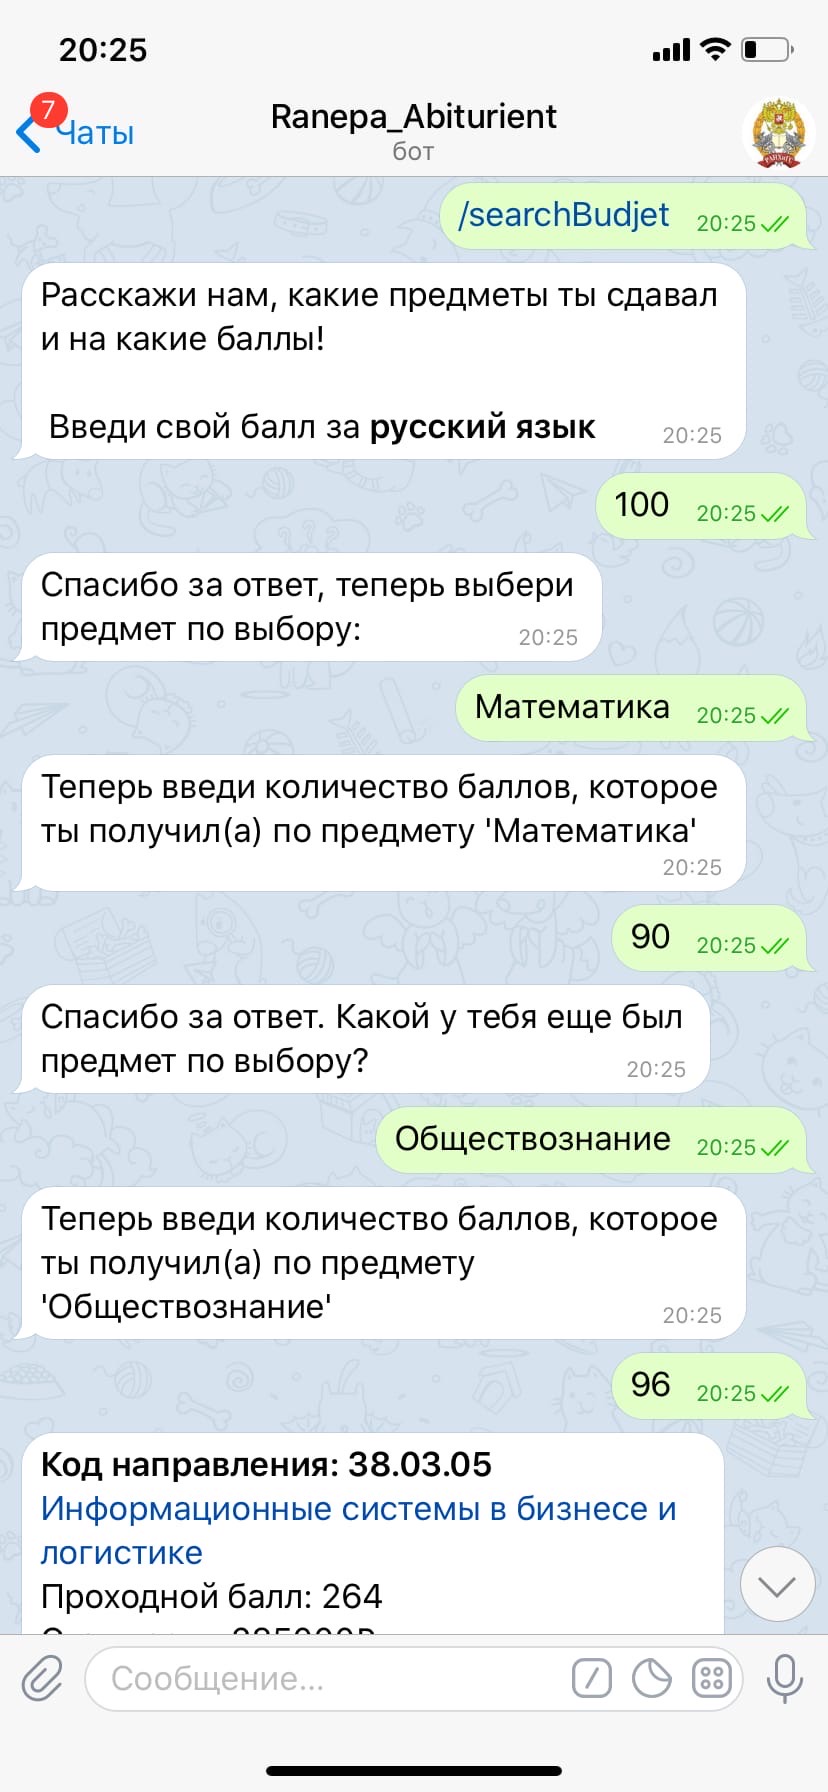 20:25
7
Чаты
Ranepa_Abiturient
бот
РАНХиГС
/searchBudjet 20:25
Расскажи нам, какие предметы ты сдавал
и на какие баллы!
Введи свой балл за русский язык 20:25
100 20:25
Спасибо за ответ, теперь выбери
предмет по выбору: 20:25
Математика 20:25
Теперь введи количество баллов, которое
ты получил(а) по предмету 'Математика'
20:25
90 20:25
Спасибо за ответ. Какой у тебя еще был
предмет по выбору? 20:25
Обществознание 20:25
Теперь введи количество баллов, которое
ты получил(а) по предмету
'Обществознание' 20:25
96 20:25
Код направления: 38.03.05
Информационные системы в бизнесе и
логистике
Проходной балл: 264
Сообщение...